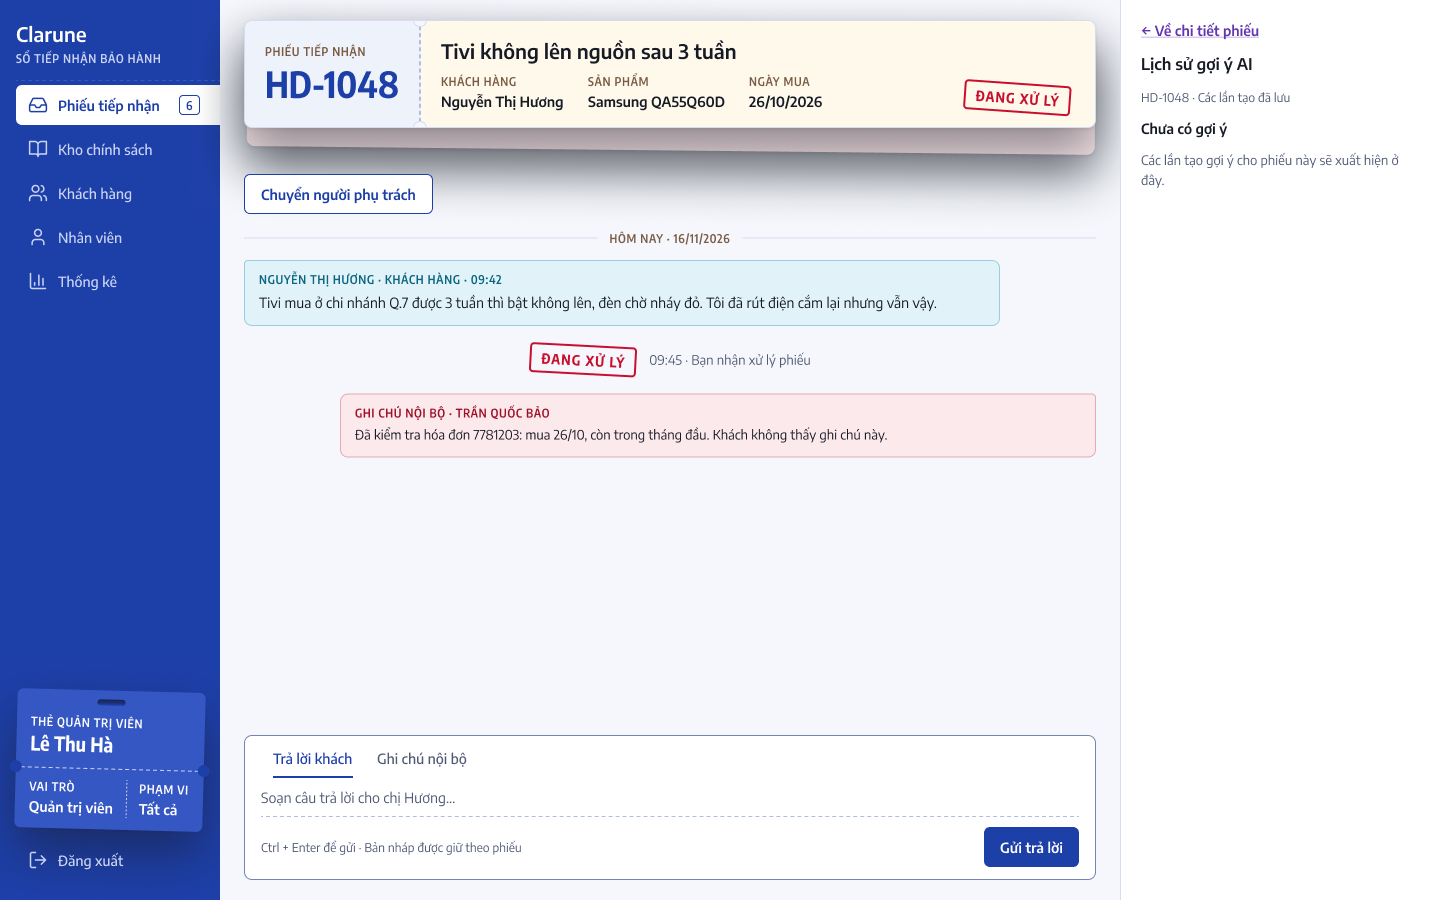 Clarune
SỔ TIẾP NHẬN BẢO HÀNH
Phiếu tiếp nhận 6
Kho chính sách
Khách hàng
Nhân viên
Thống kê
THẺ QUẢN TRỊ VIÊN
Lê Thu Hà
VAI TRÒ
Quản trị viên
PHẠM VI
Tất cả
Đăng xuất
PHIẾU TIẾP NHẬN
HD-1048
Tivi không lên nguồn sau 3 tuần
KHÁCH HÀNG
Nguyễn Thị Hương
SẢN PHẨM
Samsung QA55Q60D
NGÀY MUA
26/10/2026
ĐANG XỬ LÝ
Chuyển người phụ trách
HÔM NAY · 16/11/2026
NGUYỄN THỊ HƯƠNG · KHÁCH HÀNG · 09:42
Tivi mua ở chi nhánh Q.7 được 3 tuần thì bật không lên, đèn chờ nháy đỏ. Tôi đã rút điện cắm lại nhưng vẫn vậy.
ĐANG XỬ LÝ
09:45 · Bạn nhận xử lý phiếu
GHI CHÚ NỘI BỘ · TRẦN QUỐC BẢO
Đã kiểm tra hóa đơn 7781203: mua 26/10, còn trong tháng đầu. Khách không thấy ghi chú này.
Trả lời khách
Ghi chú nội bộ
Soạn câu trả lời cho chị Hương...
Ctrl + Enter để gửi · Bản nháp được giữ theo phiếu
Gửi trả lời
← Về chi tiết phiếu
Lịch sử gợi ý AI
HD-1048 · Các lần tạo đã lưu
Chưa có gợi ý
Các lần tạo gợi ý cho phiếu này sẽ xuất hiện ở
đây.